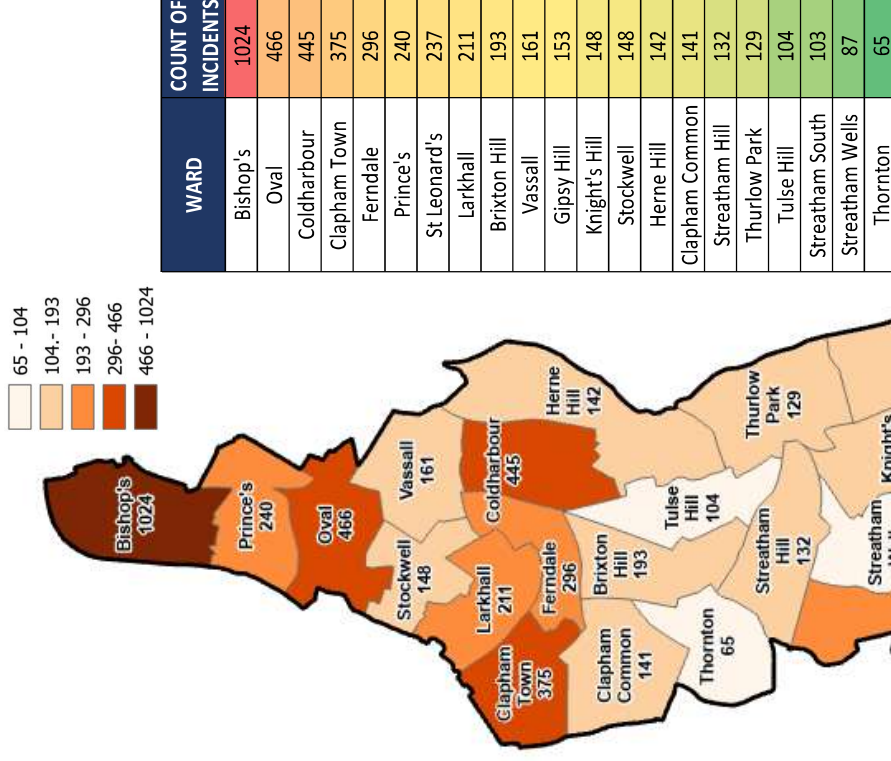 65 - 104
104.- 193
193 - 296
296- 466
466 - 1024
WARD COUNT OF INCIDENTS
Bishop's 1024
Oval 466
Coldharbour 445
Clapham Town 375
Ferndale 296
Prince's 240
St Leonard's 237
Larkhall 211
Brixton Hill 193
Vassall 161
Gipsy Hill 153
Knight's Hill 148
Stockwell 148
Herne Hill 142
Clapham Common 141
Streatham Hill 132
Thurlow Park 129
Tulse Hill 104
Streatham South 103
Streatham Wells 87
Thornton 65
Bishop's
1024
Prince's
240
Oval
466
Vassall
161
Stockwell
148
Larkhall
211
Coldharbour
445
Herne
Hill
142
Ferndale
296
Clapham
Town
375
Brixton
Hill
193
Clapham
Common
141
Tulse
Hill
104
Thornton
65
Thurlow
Park
129
Streatham
Hill
132
Knight's
Streatham